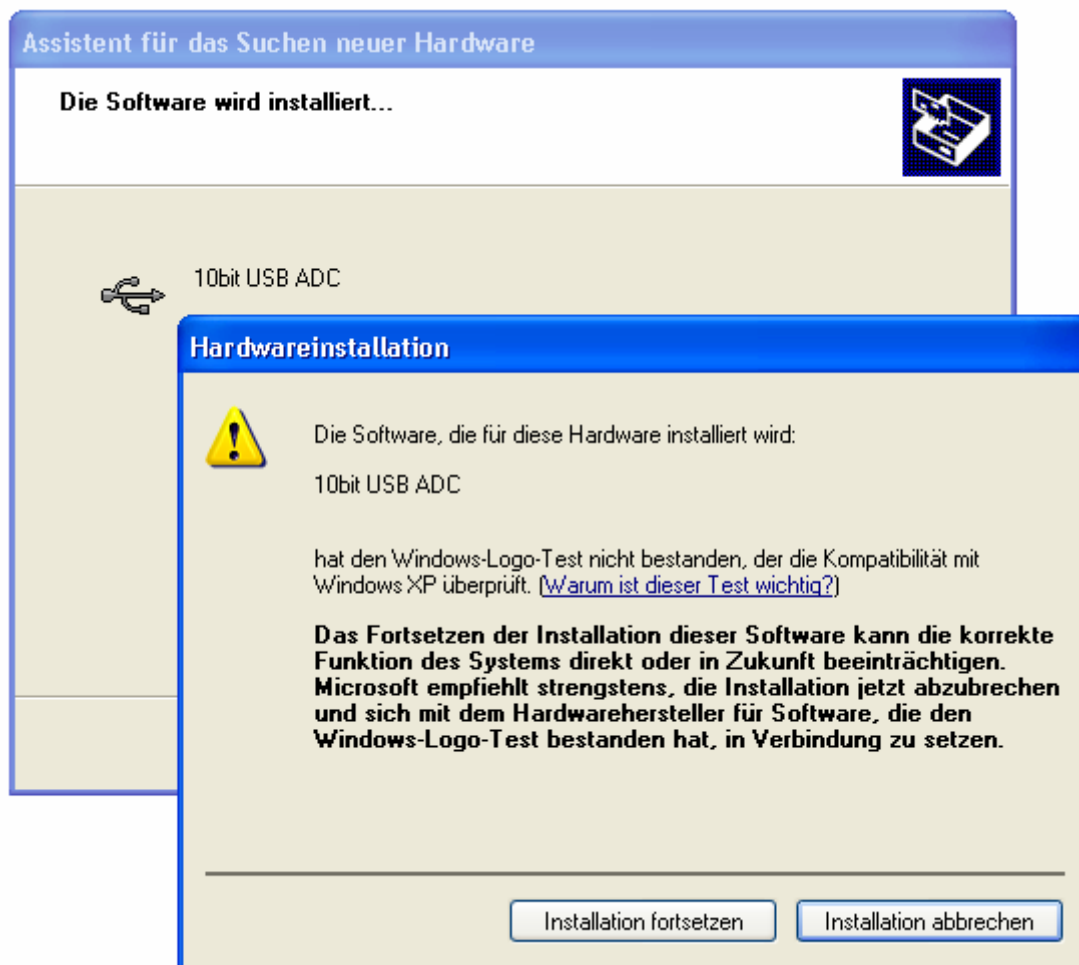 Assistent für das Suchen neuer Hardware
Die Software wird installiert...
10bit USB ADC
Hardwareinstallation
Die Software, die für diese Hardware installiert wird:
10bit USB ADC
hat den Windows-Logo-Test nicht bestanden, der die Kompatibilität mit
Windows XP überprüft. (Warum ist dieser Test wichtig?)
Das Fortsetzen der Installation dieser Software kann die korrekte
Funktion des Systems direkt oder in Zukunft beeinträchtigen.
Microsoft empfiehlt strengstens, die Installation jetzt abzubrechen
und sich mit dem Hardwarehersteller für Software, die den
Windows-Logo-Test bestanden hat, in Verbindung zu setzen.
Installation fortsetzen
Installation abbrechen